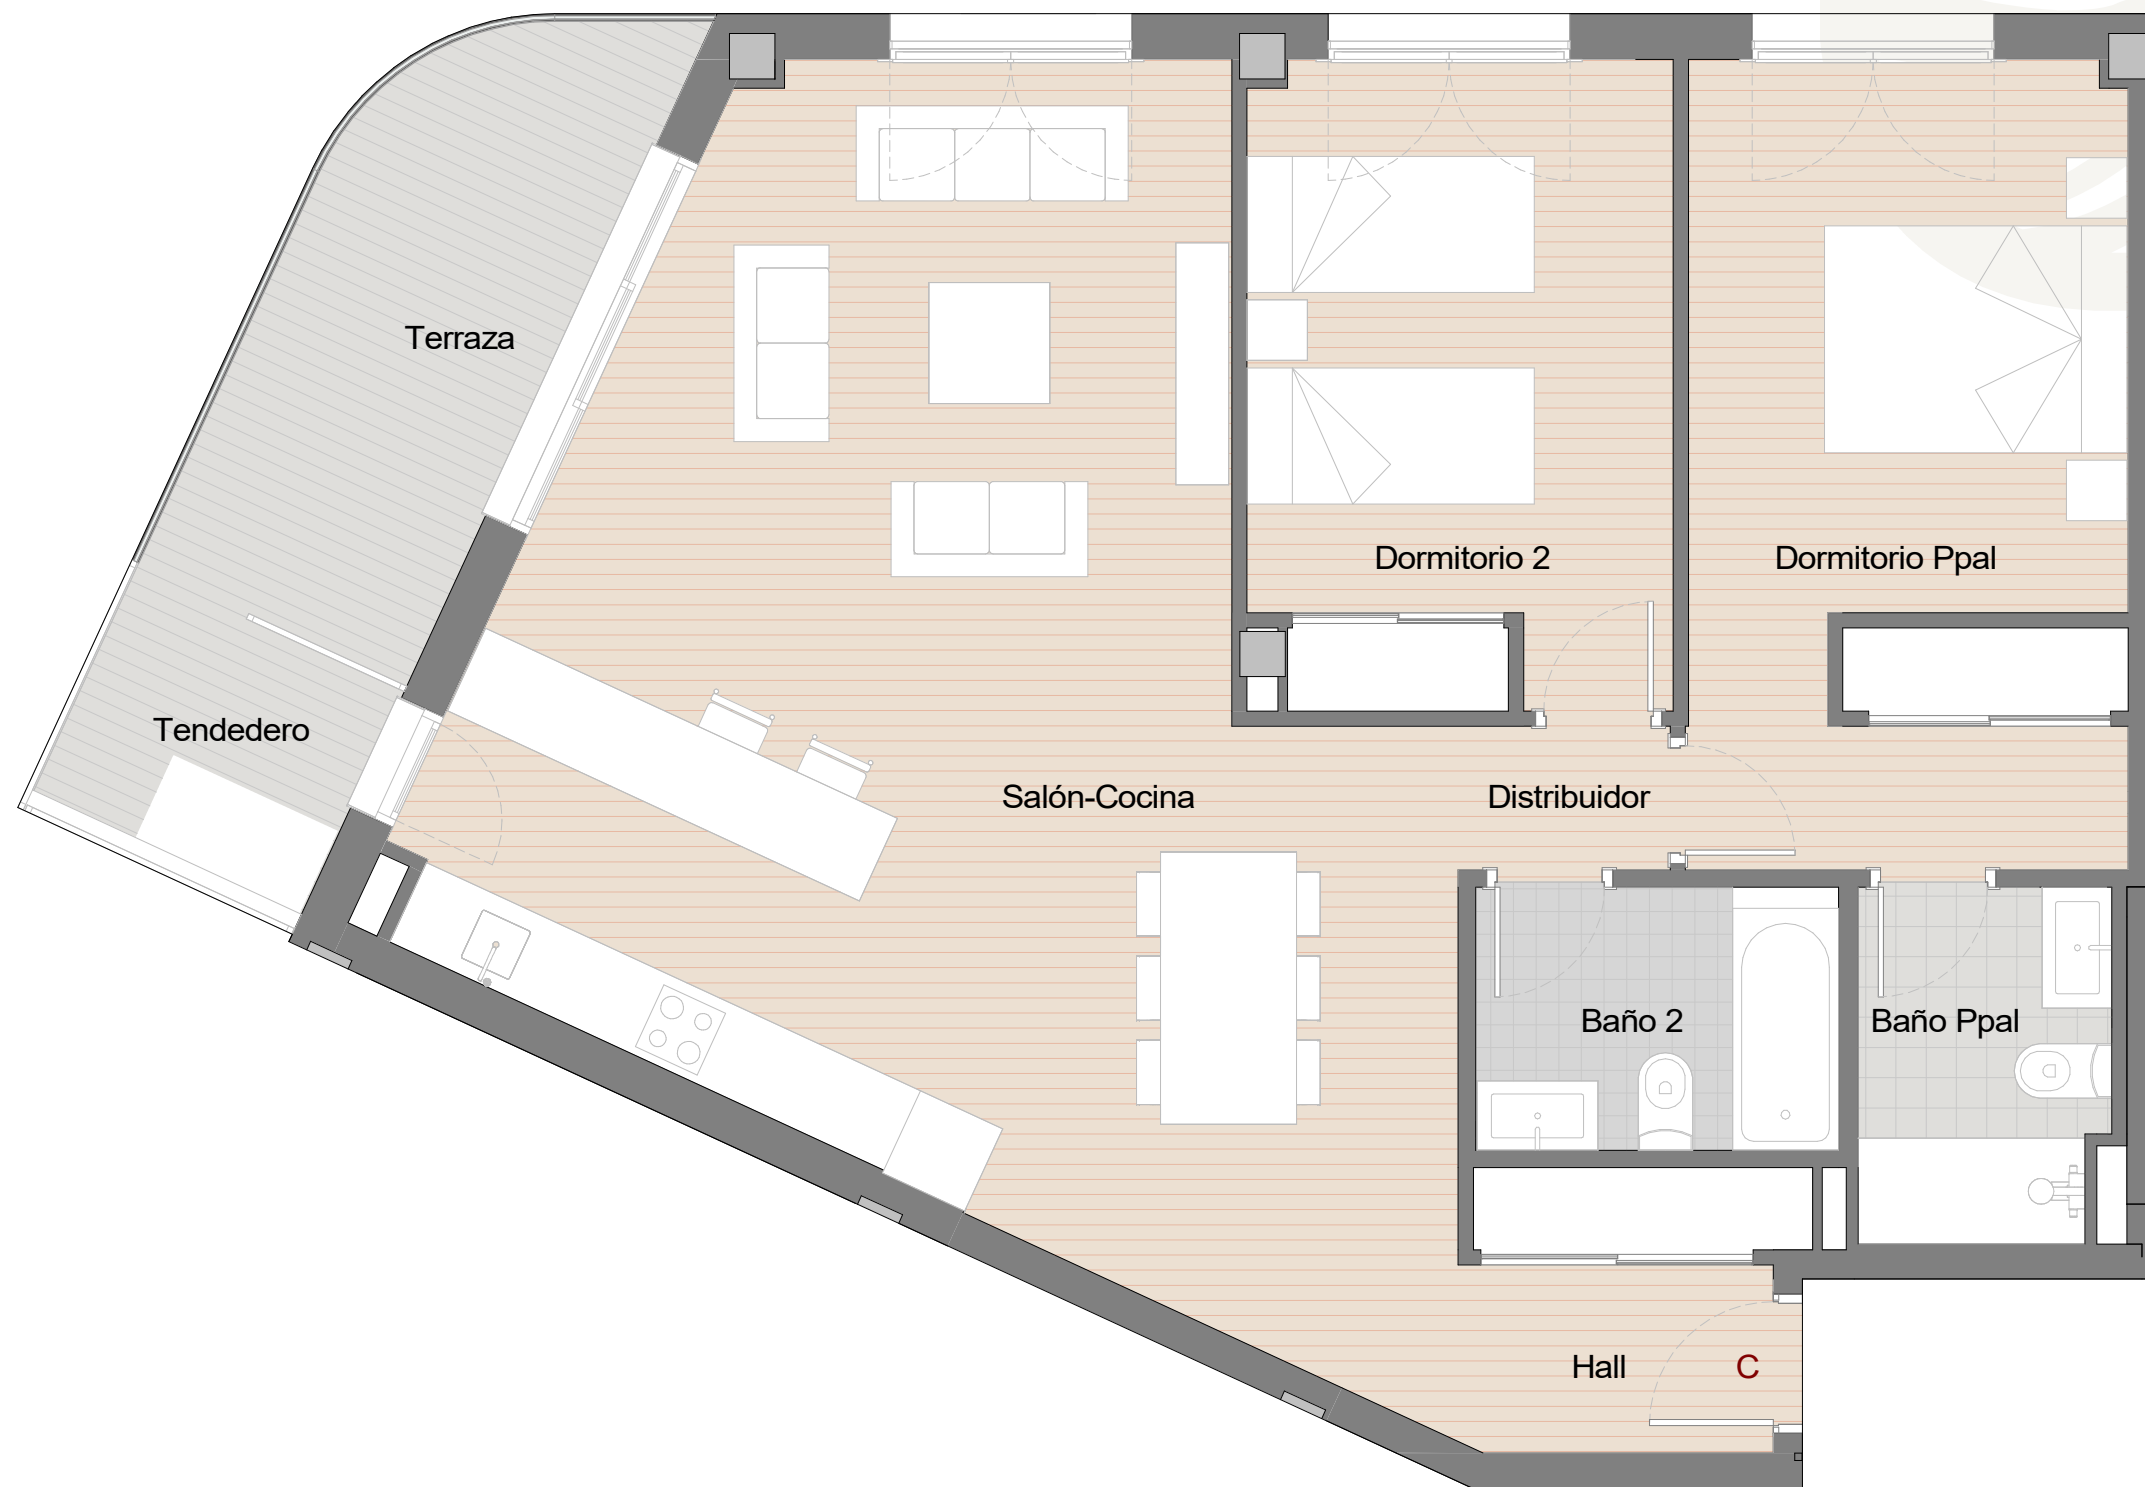 Terraza
Dormitorio 2
Dormitorio Ppal
Tendedero
Salón-Cocina
Distribuidor
Baño 2
Baño Ppal
Hall
C